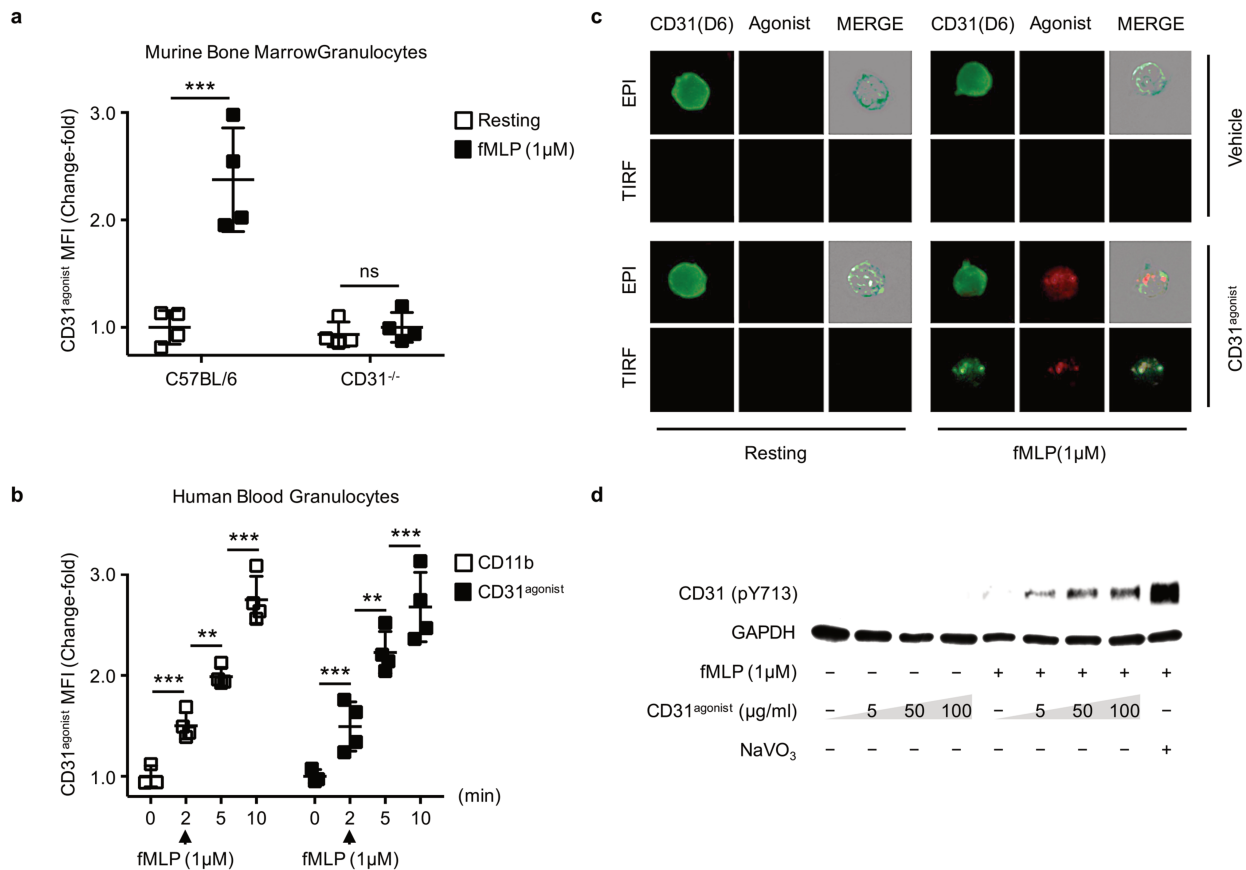 a
Murine Bone MarrowGranulocytes
CD31agonist MFI (Change-fold)
3.0
2.0
1.0
***
ns
Resting
fMLP (1µM)
C57BL/6
CD31-/-
b
Human Blood Granulocytes
CD31agonist MFI (Change-fold)
3.0
2.0
1.0
***
**
***
***
**
***
CD11b
CD31agonist
0 2 5 10 0 2 5 10 (min)
fMLP (1µM) fMLP (1µM)
c
CD31(D6) Agonist MERGE CD31(D6) Agonist MERGE
EPI
TIRF
Vehicle
EPI
TIRF
CD31agonist
Resting fMLP(1µM)
d
CD31 (pY713)
GAPDH
fMLP (1µM) – – – – + + + + +
CD31agonist (µg/ml) – 5 50 100 – 5 50 100 –
NaVO3 – – – – – – – – +